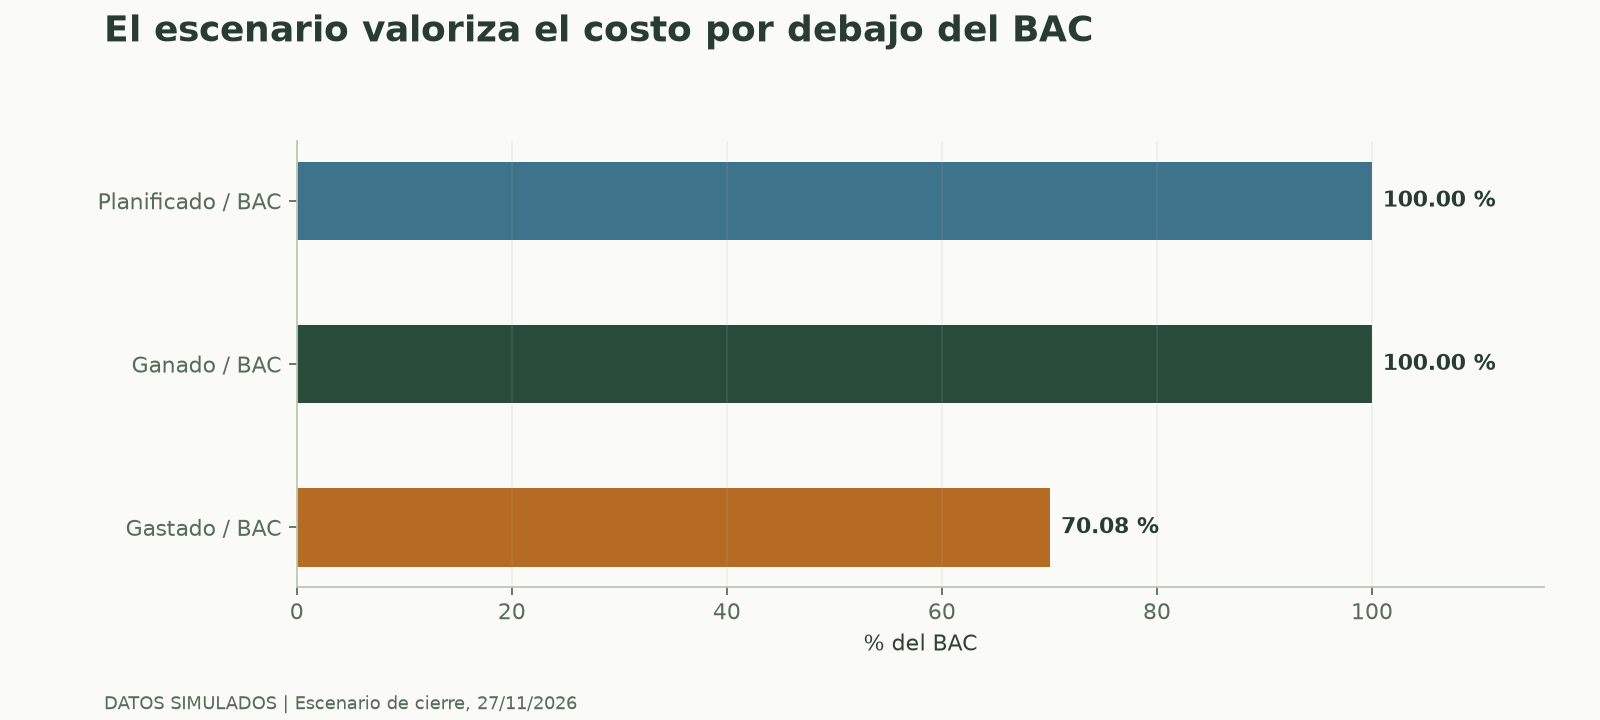 El escenario valoriza el costo por debajo del BAC
Planificado / BAC
100.00 %
Ganado / BAC
100.00 %
Gastado / BAC
70.08 %
0 20 40 60 80 100
% del BAC
DATOS SIMULADOS | Escenario de cierre, 27/11/2026